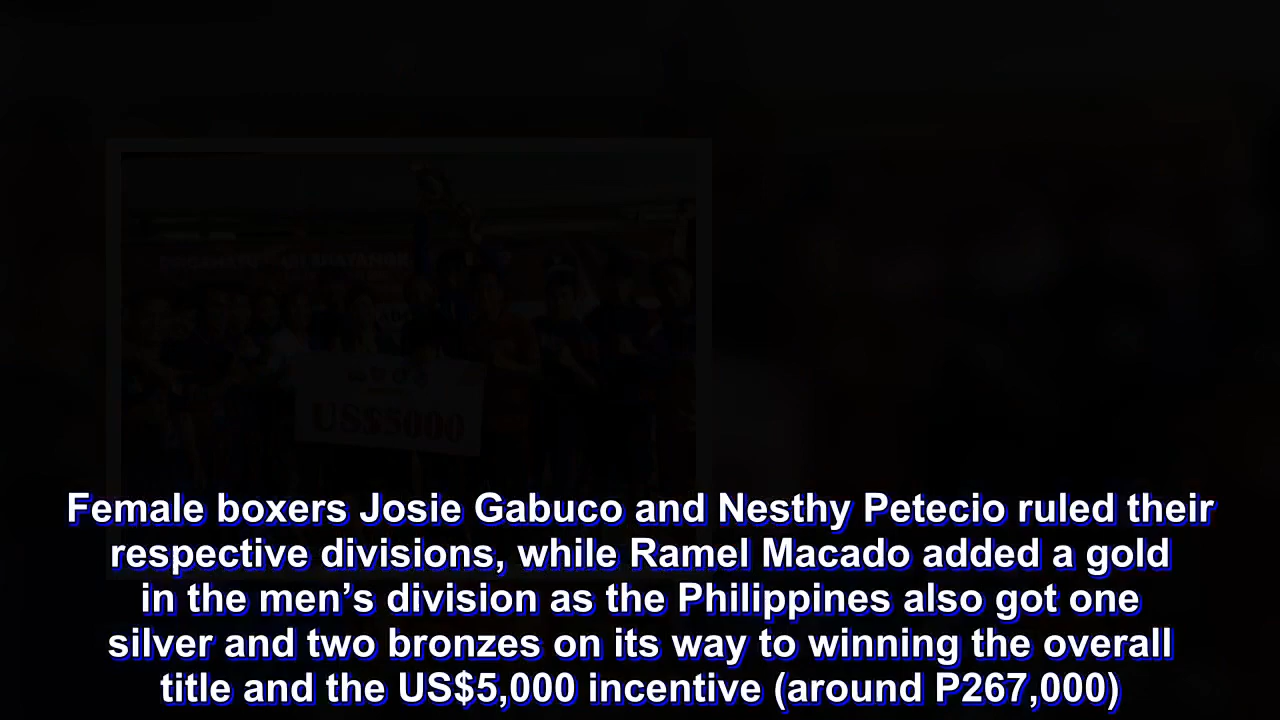 US$5000
Female boxers Josie Gabuco and Nesthy Petecio ruled their
respective divisions, while Ramel Macado added a gold
in the men’s division as the Philippines also got one
silver and two bronzes on its way to winning the overall
title and the US$5,000 incentive (around P267,000)